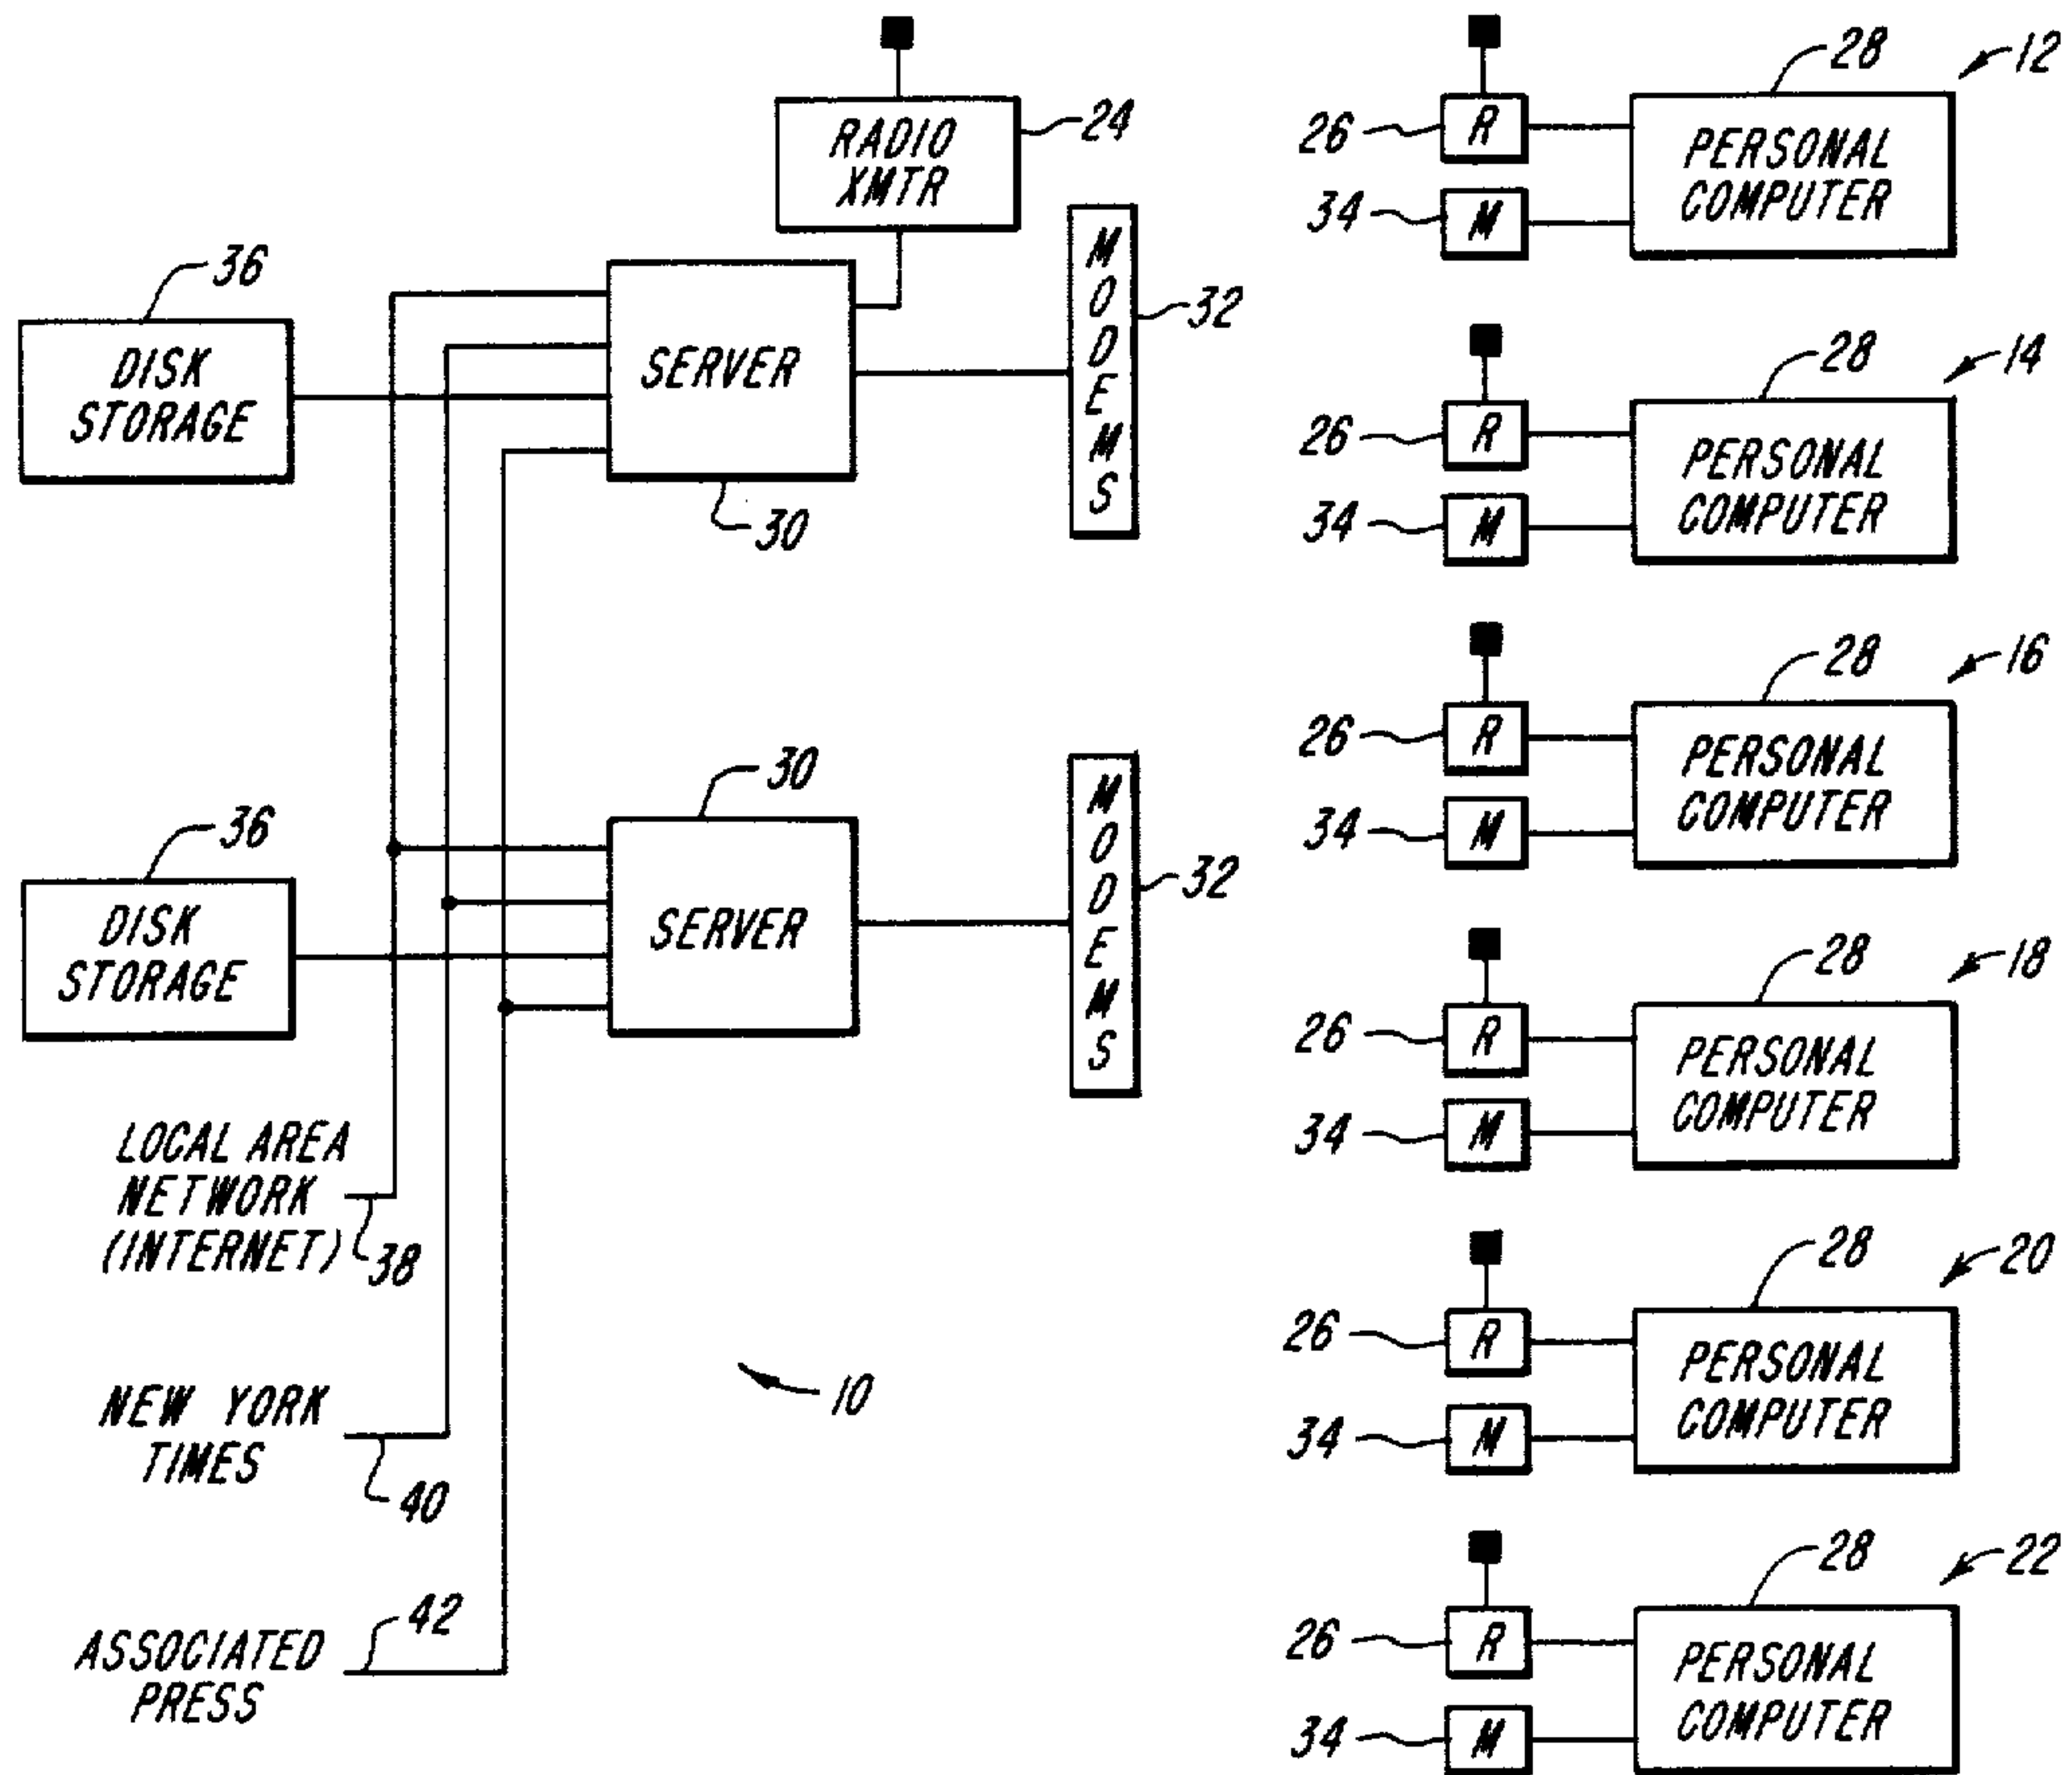 RADIO
XMTR
24
36
DISK
STORAGE
SERVER
30
MODEMS
32
36
DISK
STORAGE
30
SERVER
MODEMS
32
LOCAL AREA
NETWORK
(INTERNET)
38
NEW YORK
TIMES
40
ASSOCIATED
PRESS
42
10
28
12
26
R
PERSONAL
COMPUTER
34
M
28
14
26
R
PERSONAL
COMPUTER
34
M
28
16
26
R
PERSONAL
COMPUTER
34
M
28
18
26
R
PERSONAL
COMPUTER
34
M
28
20
26
R
PERSONAL
COMPUTER
34
M
28
22
26
R
PERSONAL
COMPUTER
34
M